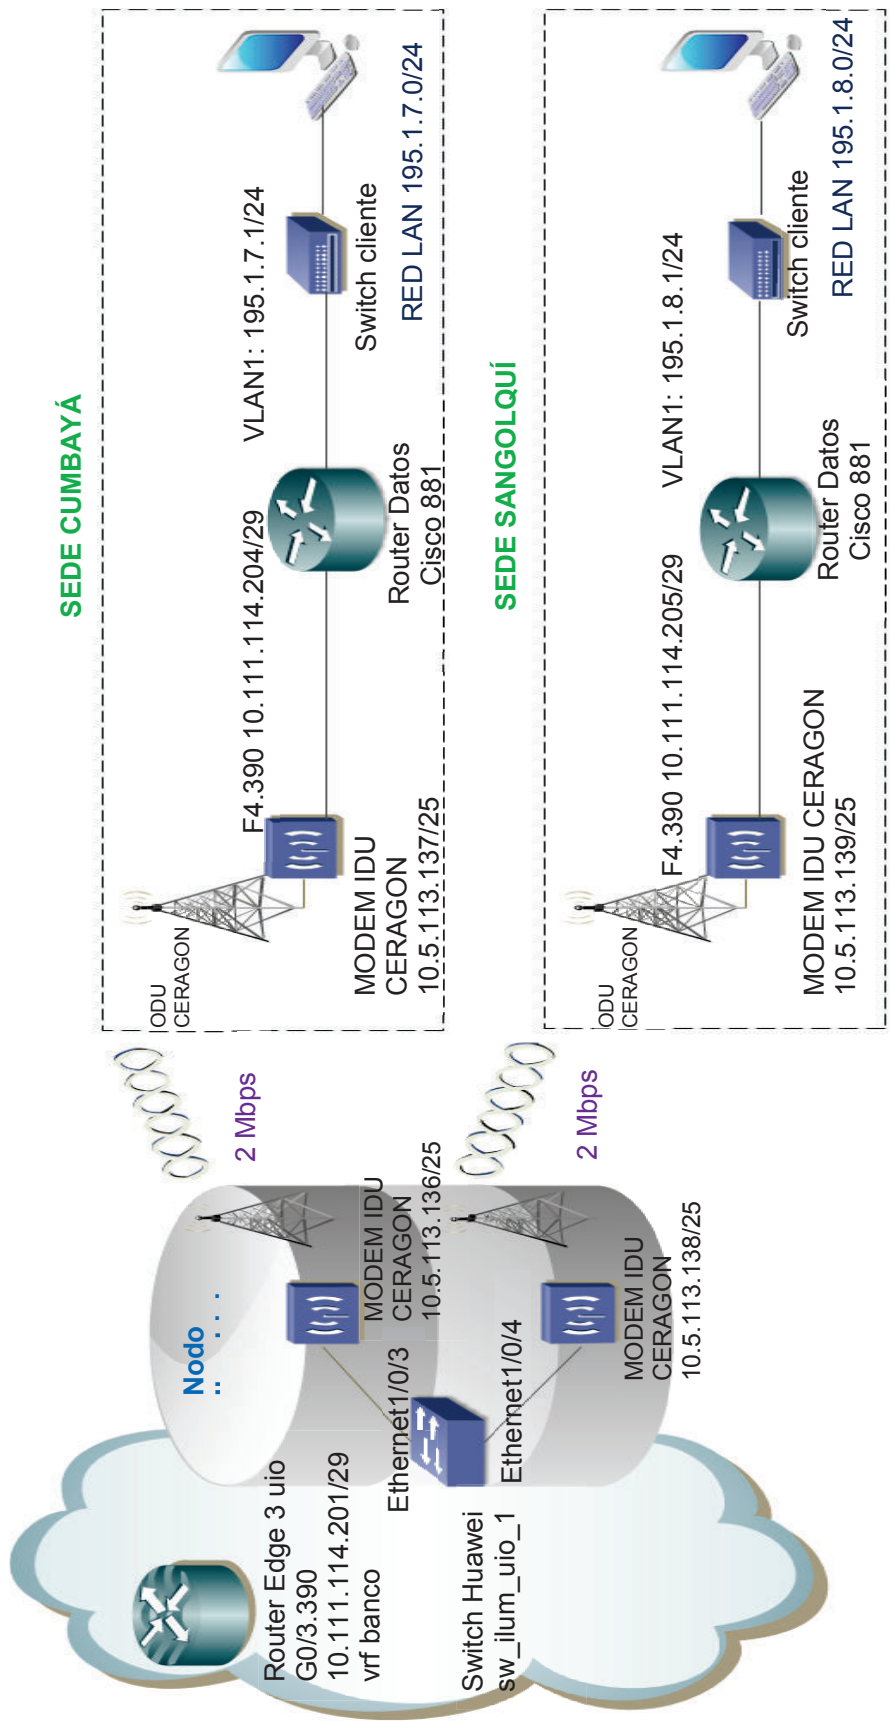 SEDE CUMBAYÁ
ODU
CERAGON
F4.390 10.111.114.204/29
VLAN1: 195.1.7.1/24
MODEM IDU
CERAGON
10.5.113.137/25
Router Datos
Cisco 881
Switch cliente
RED LAN 195.1.7.0/24
2 Mbps
Nodo
Router Edge 3 uio
G0/3.390
10.111.114.201/29
vrf banco
MODEM IDU
CERAGON
10.5.113.136/25
Ethernet1/0/3
Switch Huawei
sw_ilum_uio_1
Ethernet1/0/4
MODEM IDU
CERAGON
10.5.113.138/25
2 Mbps
SEDE SANGOLQUÍ
ODU
CERAGON
F4.390 10.111.114.205/29
VLAN1: 195.1.8.1/24
MODEM IDU CERAGON
10.5.113.139/25
Router Datos
Cisco 881
Switch cliente
RED LAN 195.1.8.0/24